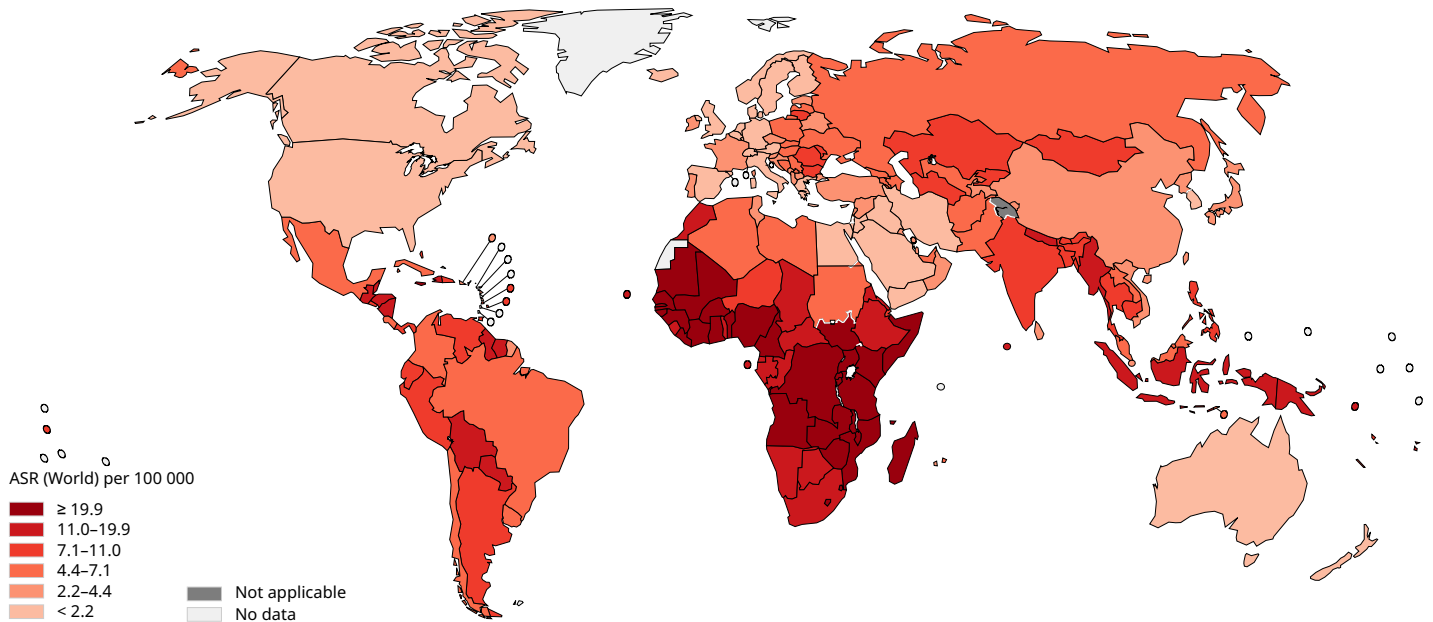 ASR (World) per 100 000
≥ 19.9
11.0–19.9
7.1–11.0
4.4–7.1
2.2–4.4
< 2.2
Not applicable
No data